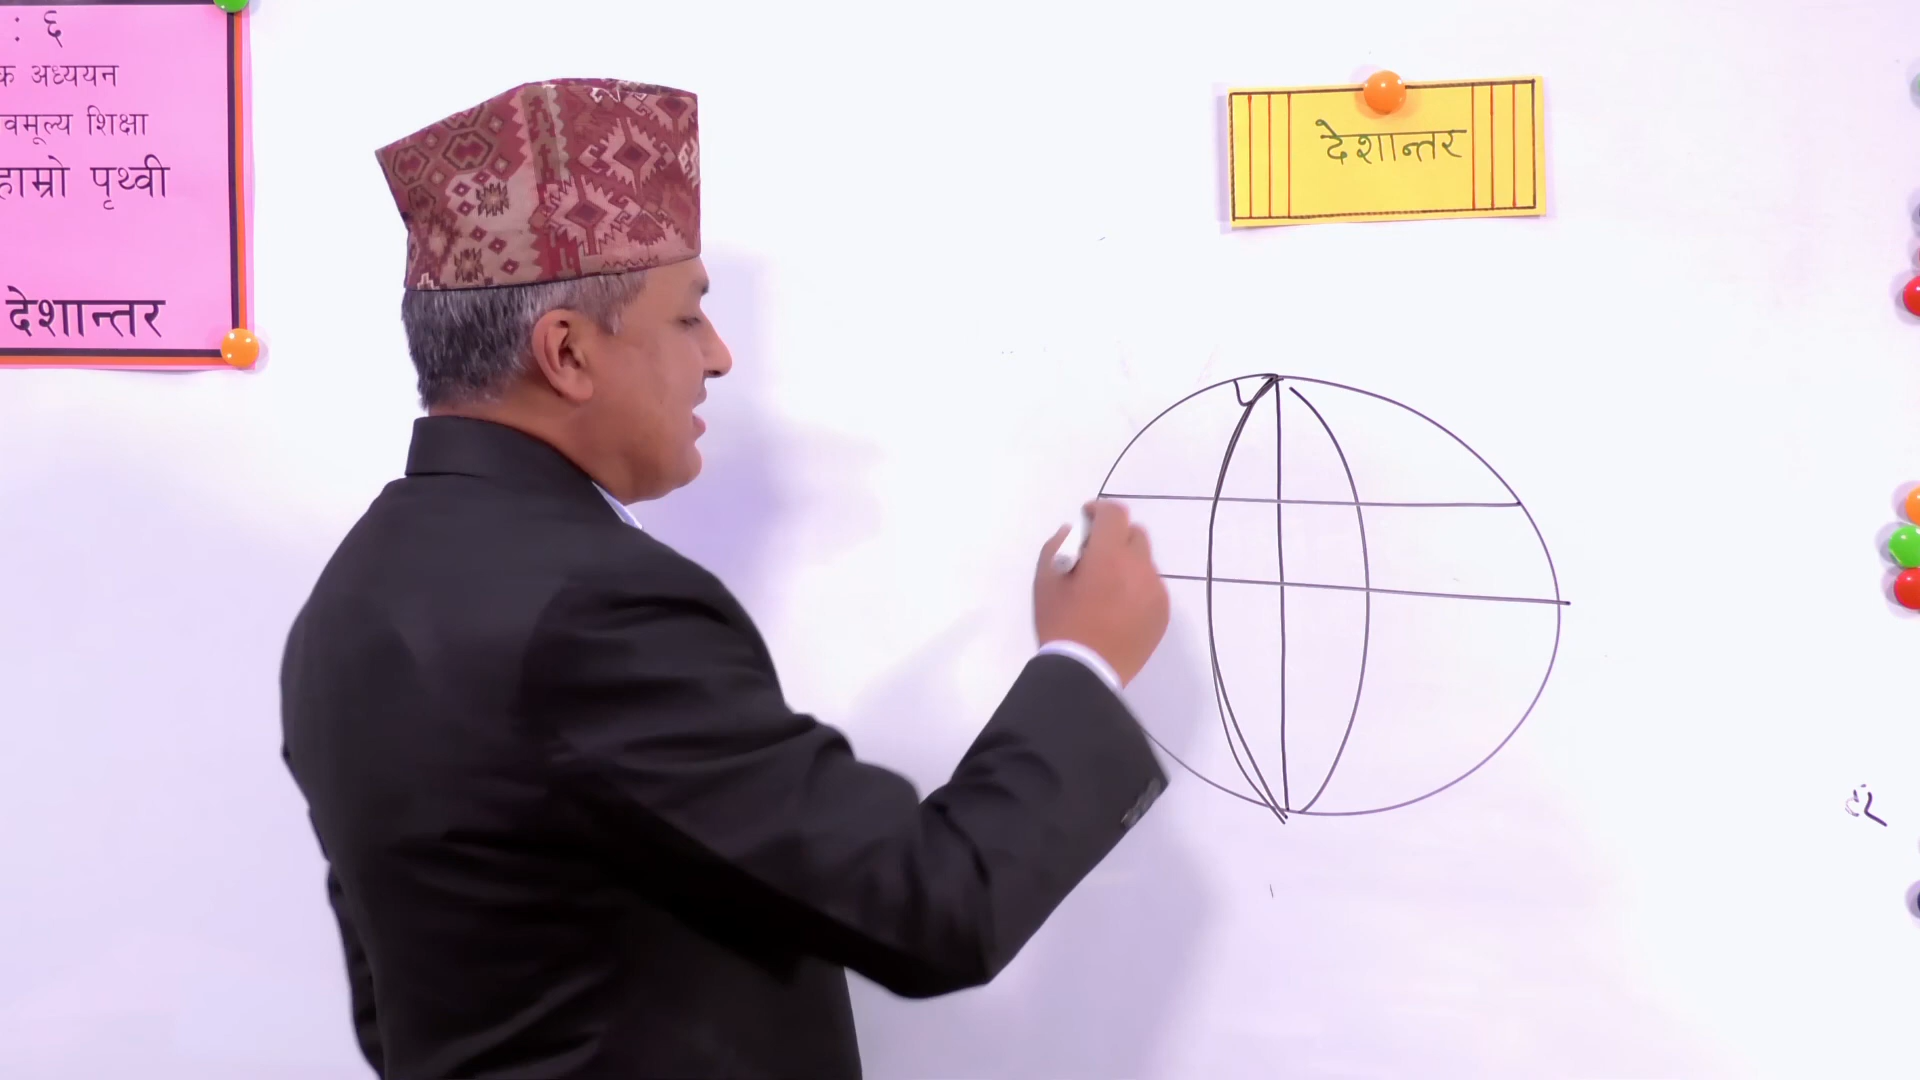 : ६
क अध्ययन
वमूल्य शिक्षा
हाम्रो पृथ्वी
देशान्तर
देशान्तर